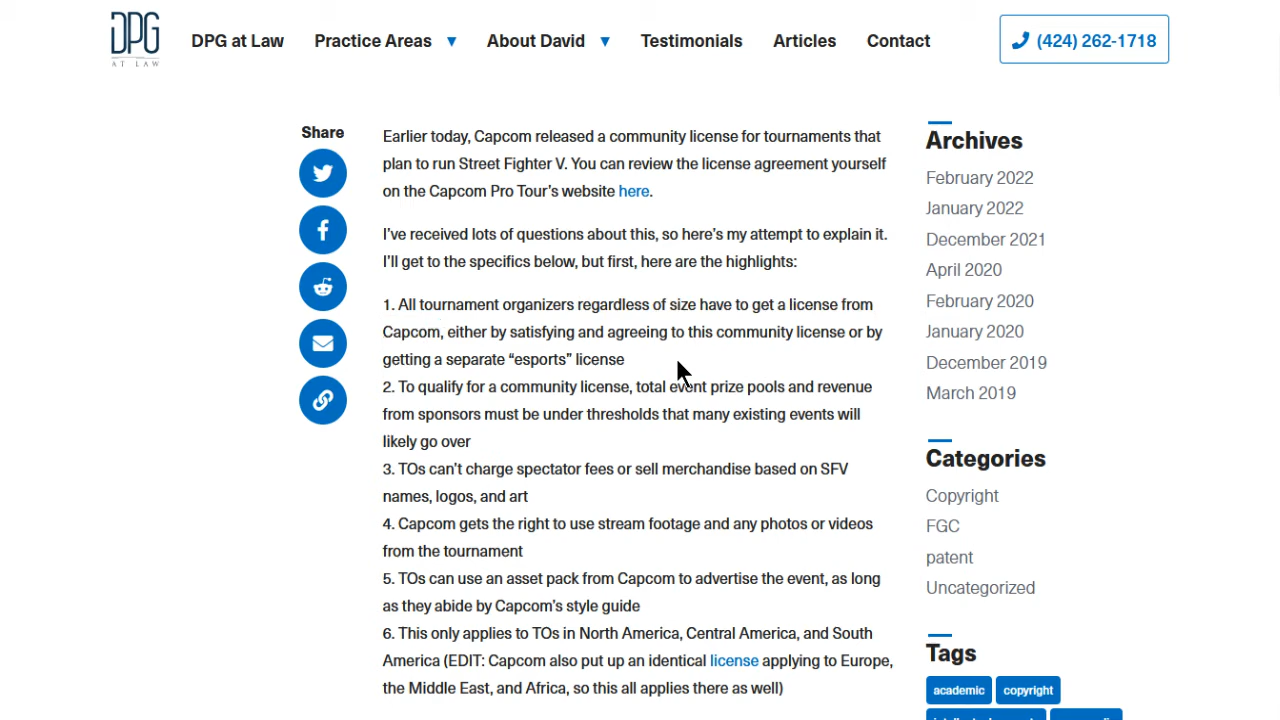 DPG
AT LAW
DPG at Law
Practice Areas
About David
Testimonials
Articles
Contact
(424) 262-1718
Share
Earlier today, Capcom released a community license for tournaments that
plan to run Street Fighter V. You can review the license agreement yourself
on the Capcom Pro Tour’s website here.
I’ve received lots of questions about this, so here’s my attempt to explain it.
I’ll get to the specifics below, but first, here are the highlights:
1. All tournament organizers regardless of size have to get a license from
Capcom, either by satisfying and agreeing to this community license or by
getting a separate “esports” license
2. To qualify for a community license, total event prize pools and revenue
from sponsors must be under thresholds that many existing events will
likely go over
3. TOs can’t charge spectator fees or sell merchandise based on SFV
names, logos, and art
4. Capcom gets the right to use stream footage and any photos or videos
from the tournament
5. TOs can use an asset pack from Capcom to advertise the event, as long
as they abide by Capcom’s style guide
6. This only applies to TOs in North America, Central America, and South
America (EDIT: Capcom also put up an identical license applying to Europe,
the Middle East, and Africa, so this all applies there as well)
Archives
February 2022
January 2022
December 2021
April 2020
February 2020
January 2020
December 2019
March 2019
Categories
Copyright
FGC
patent
Uncategorized
Tags
academic
copyright